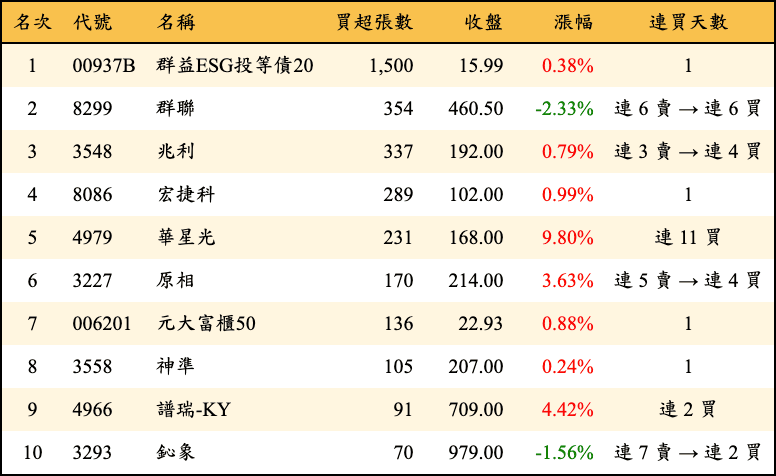 名次 代號 名稱 買超張數 收盤 漲幅 連買天數
1 00937B 群益ESG投等債20 1,500 15.99 0.38% 1
2 8299 群聯 354 460.50 -2.33% 連 6 賣 → 連 6 買
3 3548 兆利 337 192.00 0.79% 連 3 賣 → 連 4 買
4 8086 宏捷科 289 102.00 0.99% 1
5 4979 華星光 231 168.00 9.80% 連 11 買
6 3227 原相 170 214.00 3.63% 連 5 賣 → 連 4 買
7 006201 元大富櫃50 136 22.93 0.88% 1
8 3558 神準 105 207.00 0.24% 1
9 4966 譜瑞-KY 91 709.00 4.42% 連 2 買
10 3293 鈊象 70 979.00 -1.56% 連 7 賣 → 連 2 買